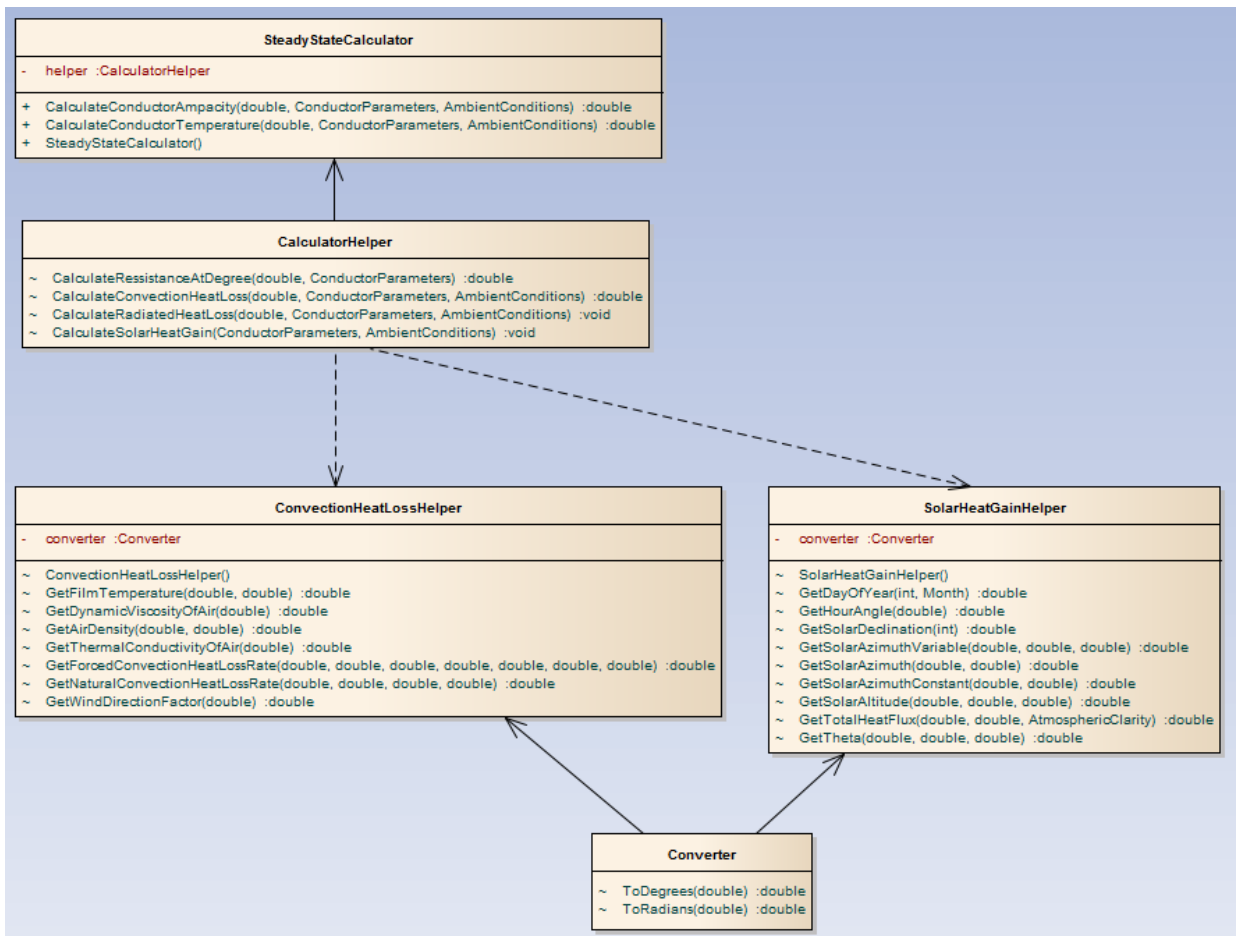 SteadyStateCalculator
- helper :CalculatorHelper
+ CalculateConductorAmpacity(double, ConductorParameters, AmbientConditions) :double
+ CalculateConductorTemperature(double, ConductorParameters, AmbientConditions) :double
+ SteadyStateCalculator()
CalculatorHelper
~ CalculateRessistanceAtDegree(double, ConductorParameters) :double
~ CalculateConvectionHeatLoss(double, ConductorParameters, AmbientConditions) :double
~ CalculateRadiatedHeatLoss(double, ConductorParameters, AmbientConditions) :void
~ CalculateSolarHeatGain(ConductorParameters, AmbientConditions) :void
ConvectionHeatLossHelper
- converter :Converter
~ ConvectionHeatLossHelper()
~ GetFilmTemperature(double, double) :double
~ GetDynamicViscosityOfAir(double) :double
~ GetAirDensity(double, double) :double
~ GetThermalConductivityOfAir(double) :double
~ GetForcedConvectionHeatLossRate(double, double, double, double, double, double, double) :double
~ GetNaturalConvectionHeatLossRate(double, double, double, double) :double
~ GetWindDirectionFactor(double) :double
SolarHeatGainHelper
- converter :Converter
~ SolarHeatGainHelper()
~ GetDayOfYear(int, Month) :double
~ GetHourAngle(double) :double
~ GetSolarDeclination(int) :double
~ GetSolarAzimuthVariable(double, double, double) :double
~ GetSolarAzimuth(double, double) :double
~ GetSolarAzimuthConstant(double, double) :double
~ GetSolarAltitude(double, double, double) :double
~ GetTotalHeatFlux(double, double, AtmosphericClarity) :double
~ GetTheta(double, double, double) :double
Converter
~ ToDegrees(double) :double
~ ToRadians(double) :double